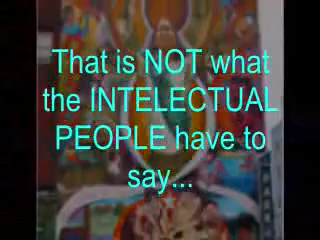 That is NOT what
the INTELECTUAL
PEOPLE have to
say...